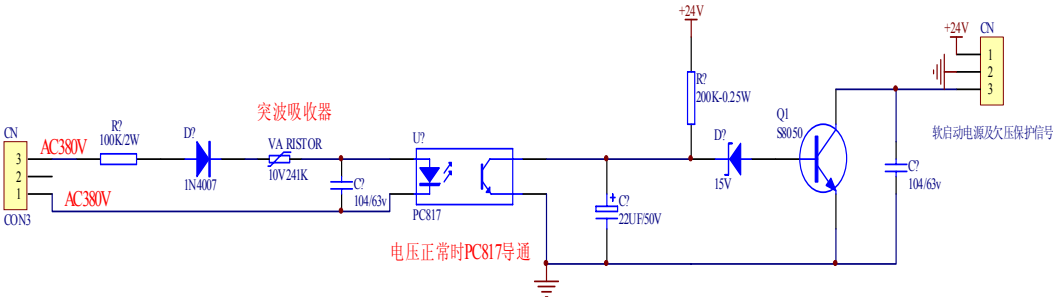 +24V
+24V
CN
1
2
3
R?
200K-0.25W
突波吸收器
Q1
S8050
软启动电源及欠压保护信号
CN
3
2
1
CON3
AC380V
AC380V
R?
100K/2W
D?
1N4007
VARISTOR
10V241K
C?
104/63v
U?
PC817
D?
15V
C?
104/63v
+
C?
22UF/50V
电压正常时PC817导通